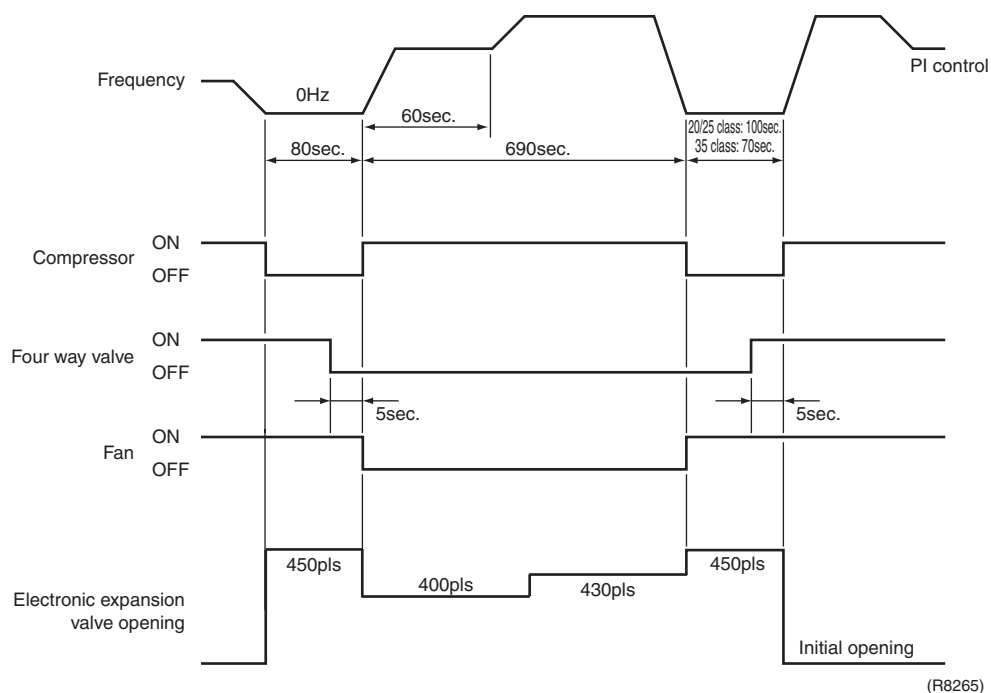 PI control
Frequency
0Hz
60sec.
20/25 class: 100sec.
35 class: 70sec.
80sec.
690sec.
ON
Compressor
OFF
ON
Four way valve
OFF
5sec.
5sec.
ON
Fan
OFF
450pls
400pls
430pls
450pls
Electronic expansion
valve opening
Initial opening
(R8265)